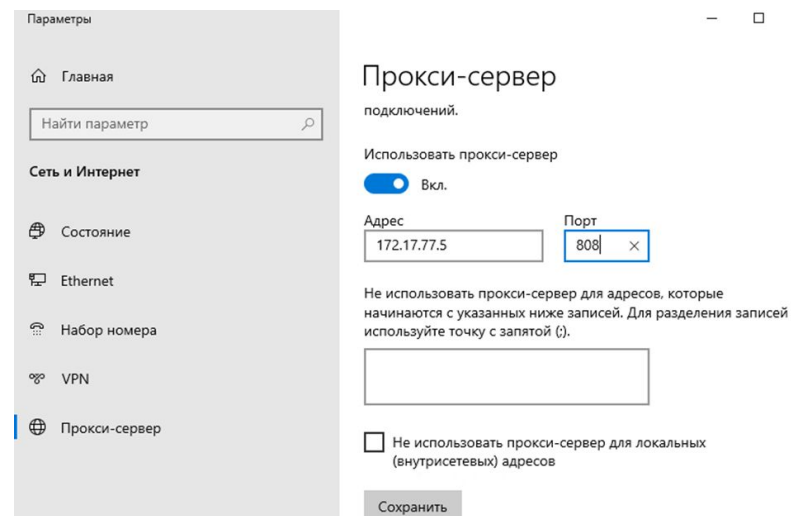 Параметры
Главная
Найти параметр
Сеть и Интернет
Состояние
Ethernet
Набор номера
VPN
Прокси-сервер
Прокси-сервер
подключений.
Использовать прокси-сервер
Вкл.
Адрес Порт
172.17.77.5 808
Не использовать прокси-сервер для адресов, которые
начинаются с указанных ниже записей. Для разделения записей
используйте точку с запятой (;).
Не использовать прокси-сервер для локальных
(внутрисетевых) адресов
Сохранить